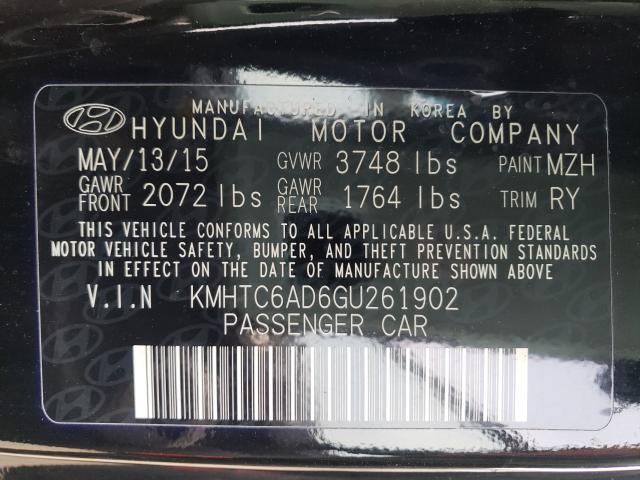 MANUFACTURED IN KOREA BY
HYUNDAI MOTOR COMPANY
MAY/13/15 GVWR 3748 lbs PAINT MZH
GAWR FRONT 2072 lbs GAWR REAR 1764 lbs TRIM RY
THIS VEHICLE CONFORMS TO ALL APPLICABLE U.S.A. FEDERAL
MOTOR VEHICLE SAFETY, BUMPER, AND THEFT PREVENTION STANDARDS
IN EFFECT ON THE DATE OF MANUFACTURE SHOWN ABOVE.
V.I.N KMHTC6AD6GU261902
PASSENGER CAR